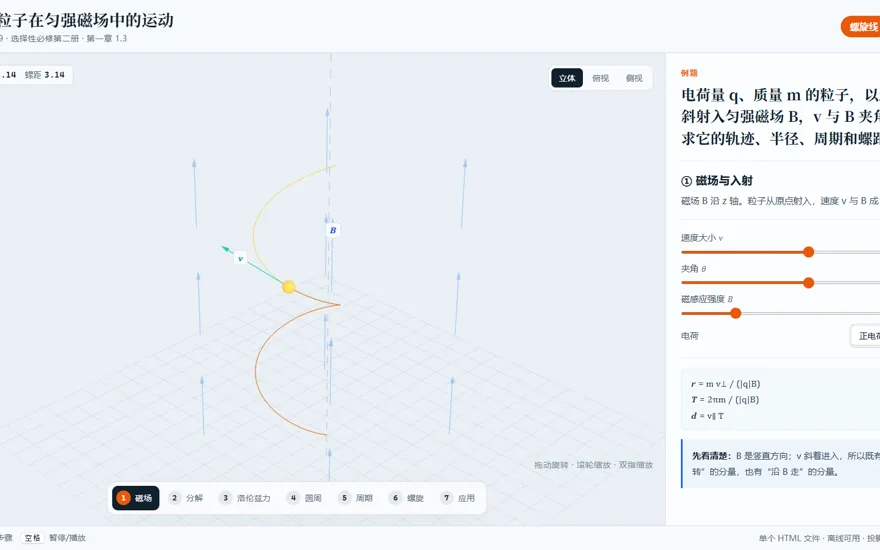 粒子在匀强磁场中的运动
9 · 选择性必修第二册 · 第一章 1.3
螺旋线
.14 螺距 3.14
立体 俯视 侧视
B
v
拖动旋转 · 滚轮缩放 · 双指缩放
1 磁场 2 分解 3 洛伦兹力 4 圆周 5 周期 6 螺旋 7 应用
例题
电荷量 q、质量 m 的粒子，以
斜射入匀强磁场 B，v 与 B 夹角
求它的轨迹、半径、周期和螺距
① 磁场与入射
磁场 B 沿 z 轴。粒子从原点射入，速度 v 与 B 成
速度大小 v
夹角 θ
磁感应强度 B
电荷 正电荷
r = m v⊥ / (|q|B)
T = 2πm / (|q|B)
d = v∥ T
先看清楚：B 是竖直方向；v 斜着进入，所以既有
转”的分量，也有“沿 B 走”的分量。
步骤 空格 暂停/播放
单个 HTML 文件 · 离线可用 · 投影